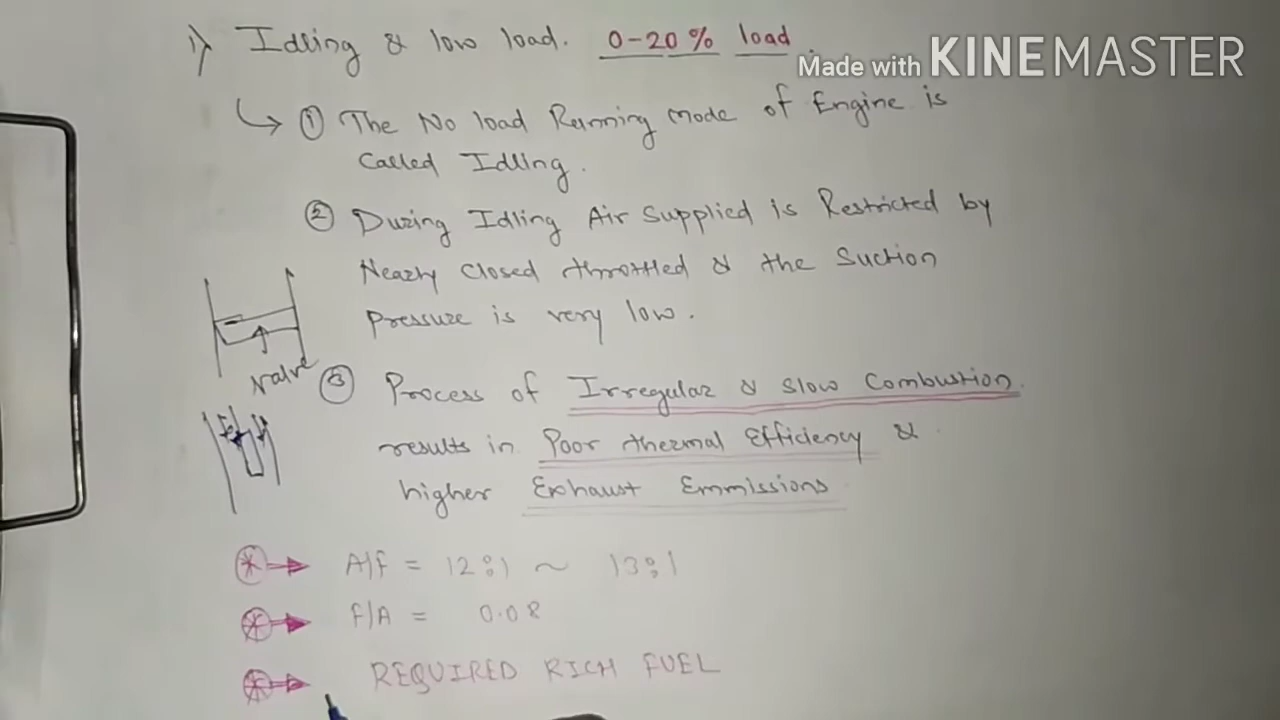 i) Idling & low load. 0-20% load.
Made with KINEMASTER
↳ ① The No load Running mode of Engine is
Called Idling.
② During Idling Air Supplied is Restricted by
Nearly Closed throttled & the Suction
Pressure is very low.
Valve
③ Process of Irregular & Slow Combustion
results in Poor thermal Efficiency &
higher Exhaust Emmissions
A/f = 12:1 ~ 13:1
F/A = 0.08
REQUIRED RICH FUEL